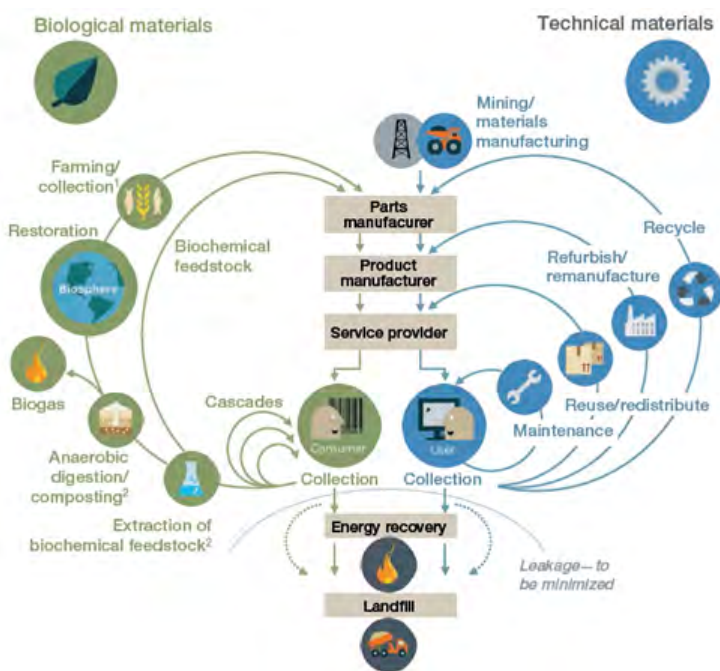 Biological materials
Technical materials
Mining/
materials
manufacturing
Farming/
collection1
Parts
manufacurer
Restoration
Biochemical
feedstock
Recycle
Refurbish/
remanufacture
Product
manufacturer
Biosphere
Service provider
Biogas
Cascades
Reuse/redistribute
Consumer
User
Maintenance
Anaerobic
digestion/
composting2
Collection
Collection
Extraction of
biochemical feedstock2
Energy recovery
Leakage—to
be minimized
Landfill